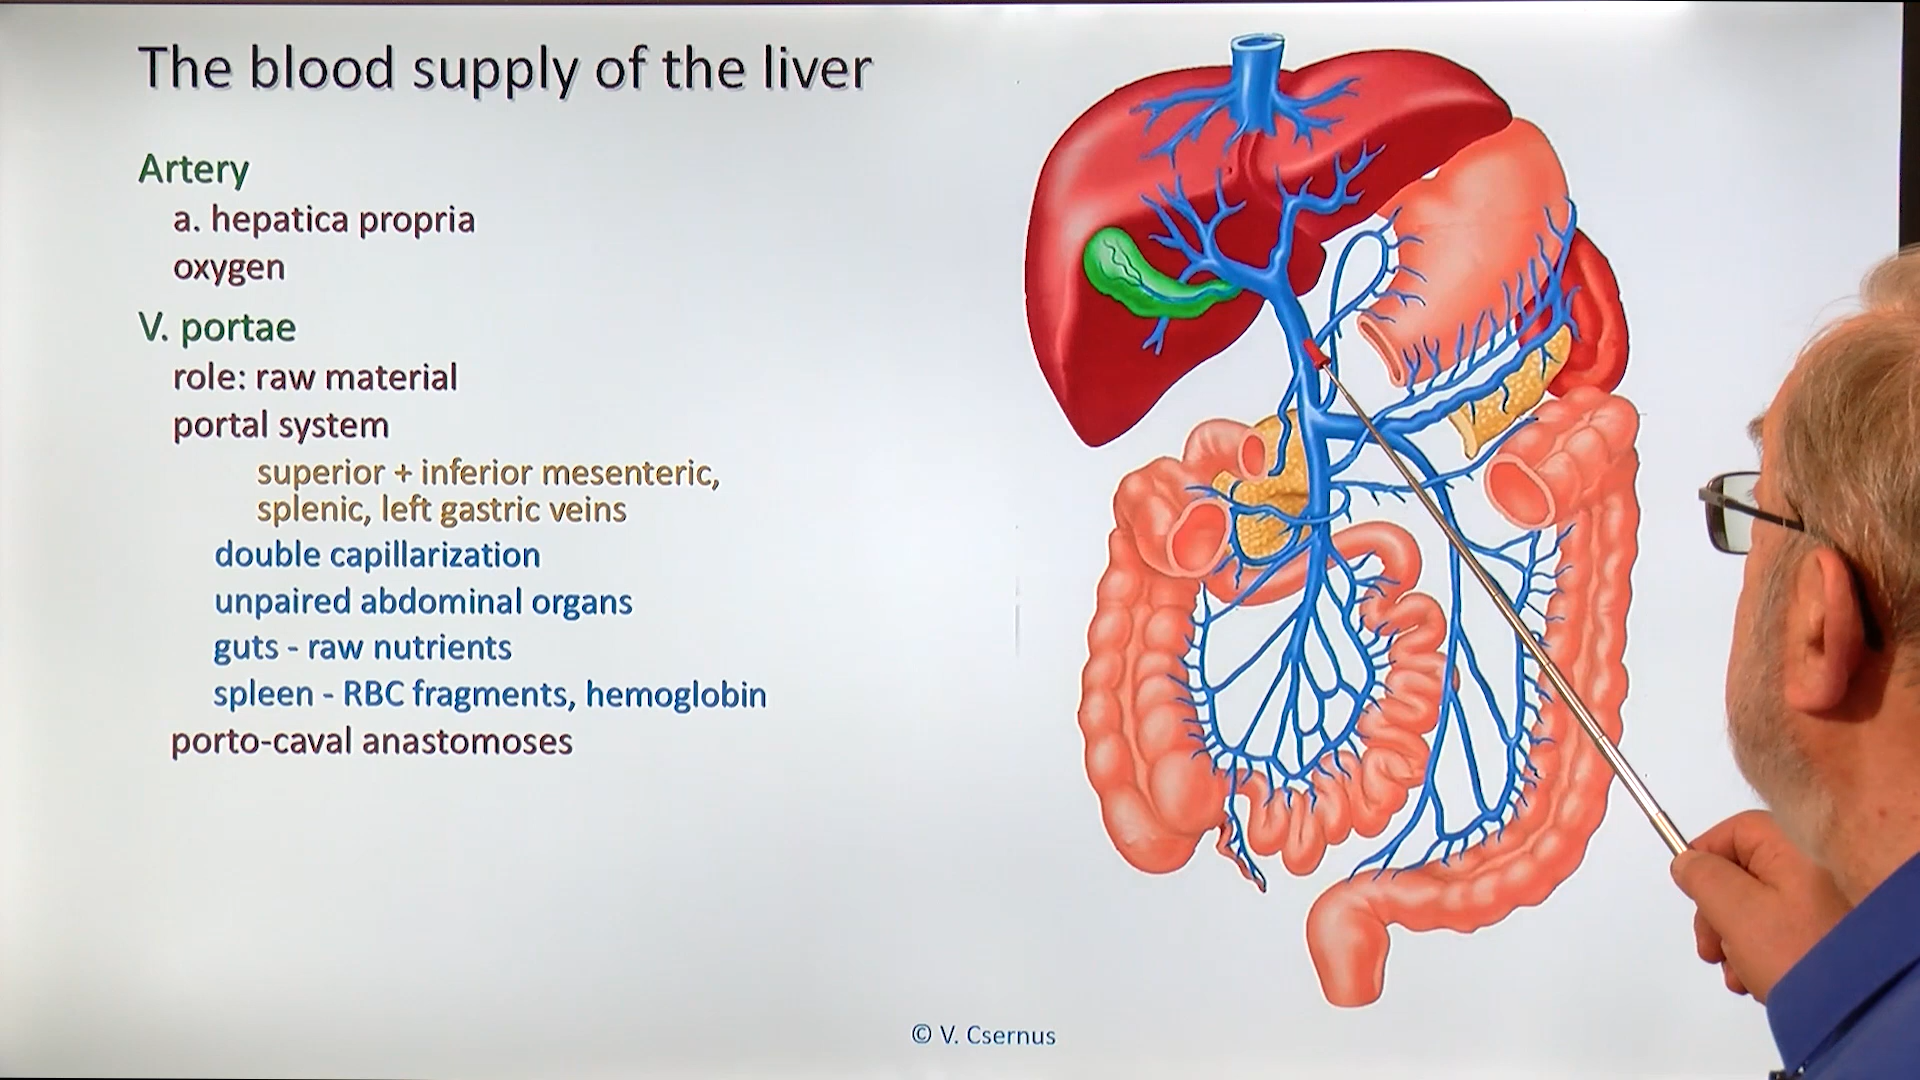 The blood supply of the liver
Artery
a. hepatica propria
oxygen
V. portae
role: raw material
portal system
superior + inferior mesenteric,
splenic, left gastric veins
double capillarization
unpaired abdominal organs
guts - raw nutrients
spleen - RBC fragments, hemoglobin
porto-caval anastomoses
© V. Csernus